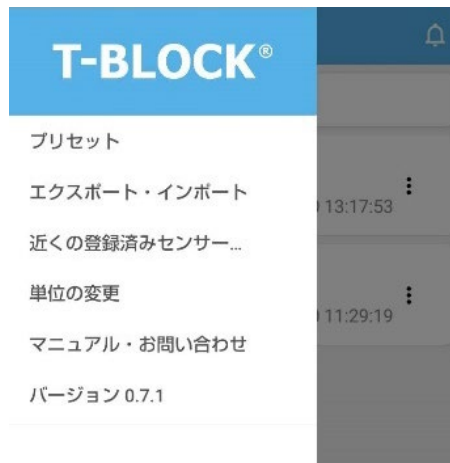 T-BLOCK®
プリセット
エクスポート・インポート
13:17:53
近くの登録済みセンサー...
単位の変更
11:29:19
マニュアル・お問い合わせ
バージョン 0.7.1